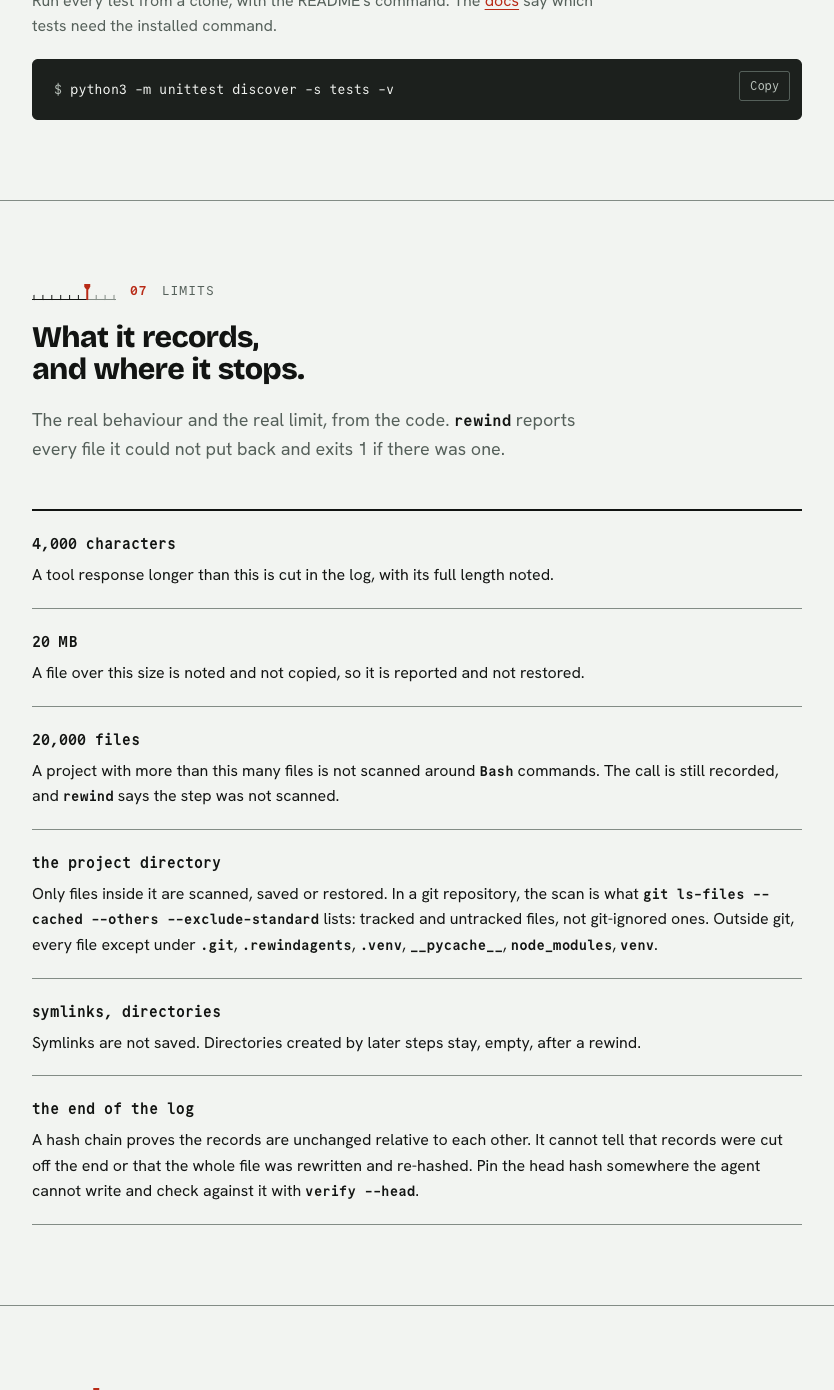 Run every test from a clone, with the README's command. The docs say which
tests need the installed command.
$ python3 -m unittest discover -s tests -v
Copy
07 LIMITS
What it records,
and where it stops.
The real behaviour and the real limit, from the code. rewind reports
every file it could not put back and exits 1 if there was one.
4,000 characters
A tool response longer than this is cut in the log, with its full length noted.
20 MB
A file over this size is noted and not copied, so it is reported and not restored.
20,000 files
A project with more than this many files is not scanned around Bash commands. The call is still recorded,
and rewind says the step was not scanned.
the project directory
Only files inside it are scanned, saved or restored. In a git repository, the scan is what git ls-files --
cached --others --exclude-standard lists: tracked and untracked files, not git-ignored ones. Outside git,
every file except under .git, .rewindagents, .venv, __pycache__, node_modules, venv.
symlinks, directories
Symlinks are not saved. Directories created by later steps stay, empty, after a rewind.
the end of the log
A hash chain proves the records are unchanged relative to each other. It cannot tell that records were cut
off the end or that the whole file was rewritten and re-hashed. Pin the head hash somewhere the agent
cannot write and check against it with verify --head.